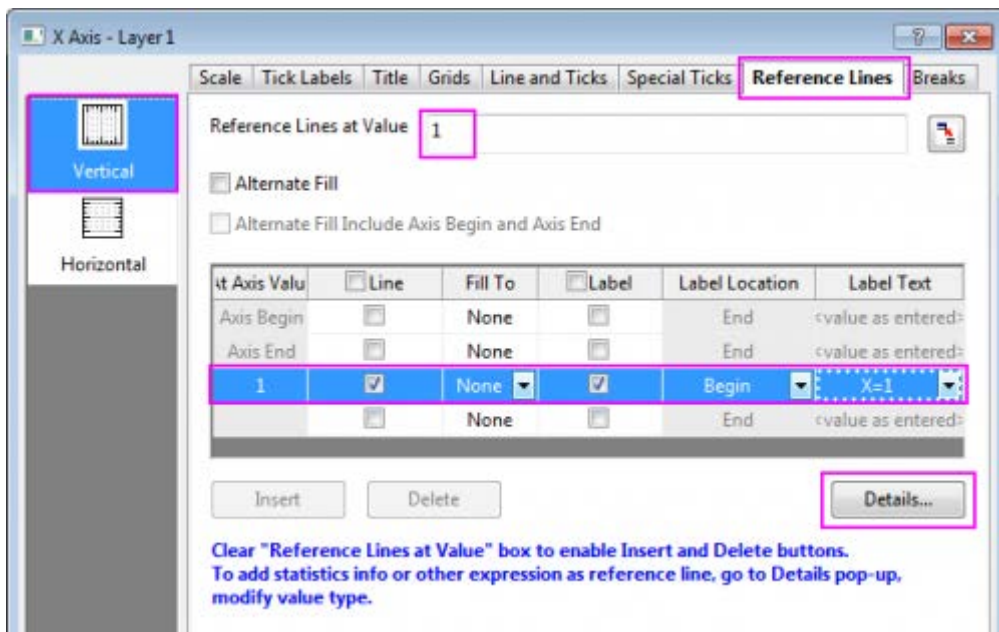 X Axis - Layer 1
Scale Tick Labels Title Grids Line and Ticks Special Ticks Reference Lines Breaks
Vertical
Horizontal
Reference Lines at Value 1
Alternate Fill
Alternate Fill Include Axis Begin and Axis End
t Axis Valu Line Fill To Label Label Location Label Text
Axis Begin None End <value as entered>
Axis End None End <value as entered>
1 None Begin X=1
None End <value as entered>
Insert Delete Details...
Clear "Reference Lines at Value" box to enable Insert and Delete buttons.
To add statistics info or other expression as reference line, go to Details pop-up,
modify value type.